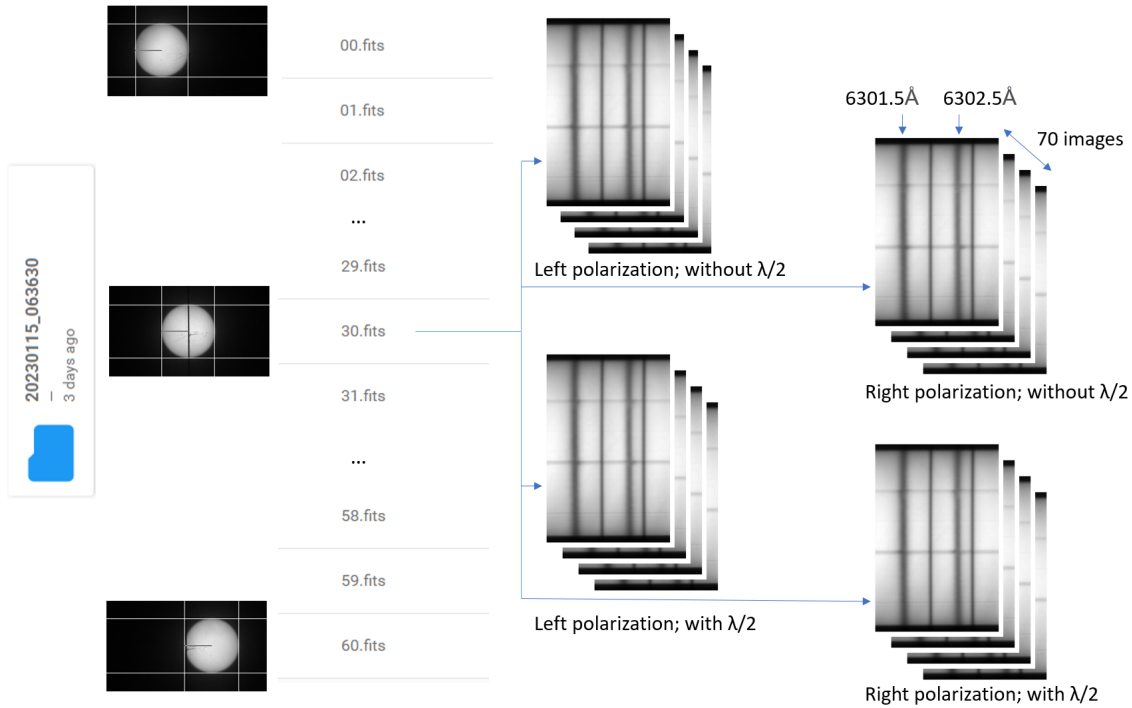 20230115_063630
—
3 days ago
00.fits
01.fits
02.fits
...
29.fits
30.fits
31.fits
...
58.fits
59.fits
60.fits
Left polarization; without λ/2
6301.5Å
6302.5Å
70 images
Right polarization; without λ/2
Left polarization; with λ/2
Right polarization; with λ/2